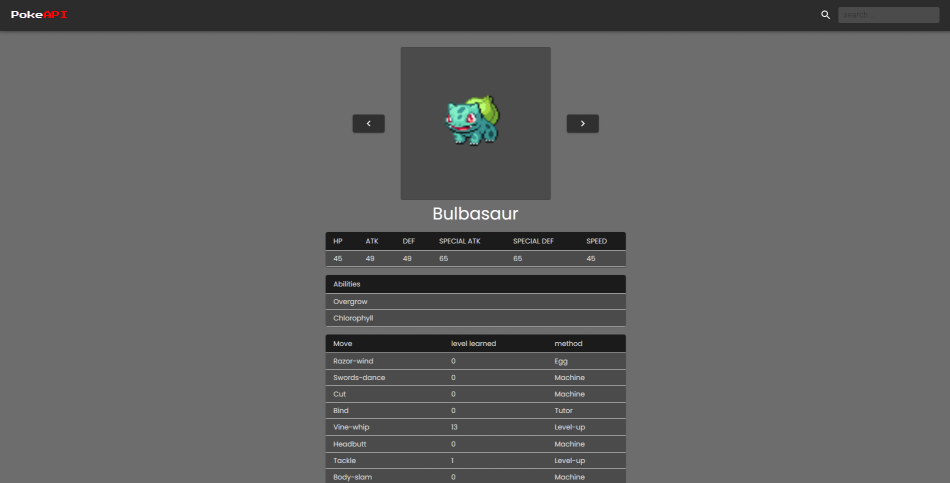 PokeAPI
search...
Bulbasaur
HP ATK DEF SPECIAL ATK SPECIAL DEF SPEED
45 49 49 65 65 45
Abilities
Overgrow
Chlorophyll
Move level learned method
Razor-wind 0 Egg
Swords-dance 0 Machine
Cut 0 Machine
Bind 0 Tutor
Vine-whip 13 Level-up
Headbutt 0 Machine
Tackle 1 Level-up
Body-slam 0 Machine